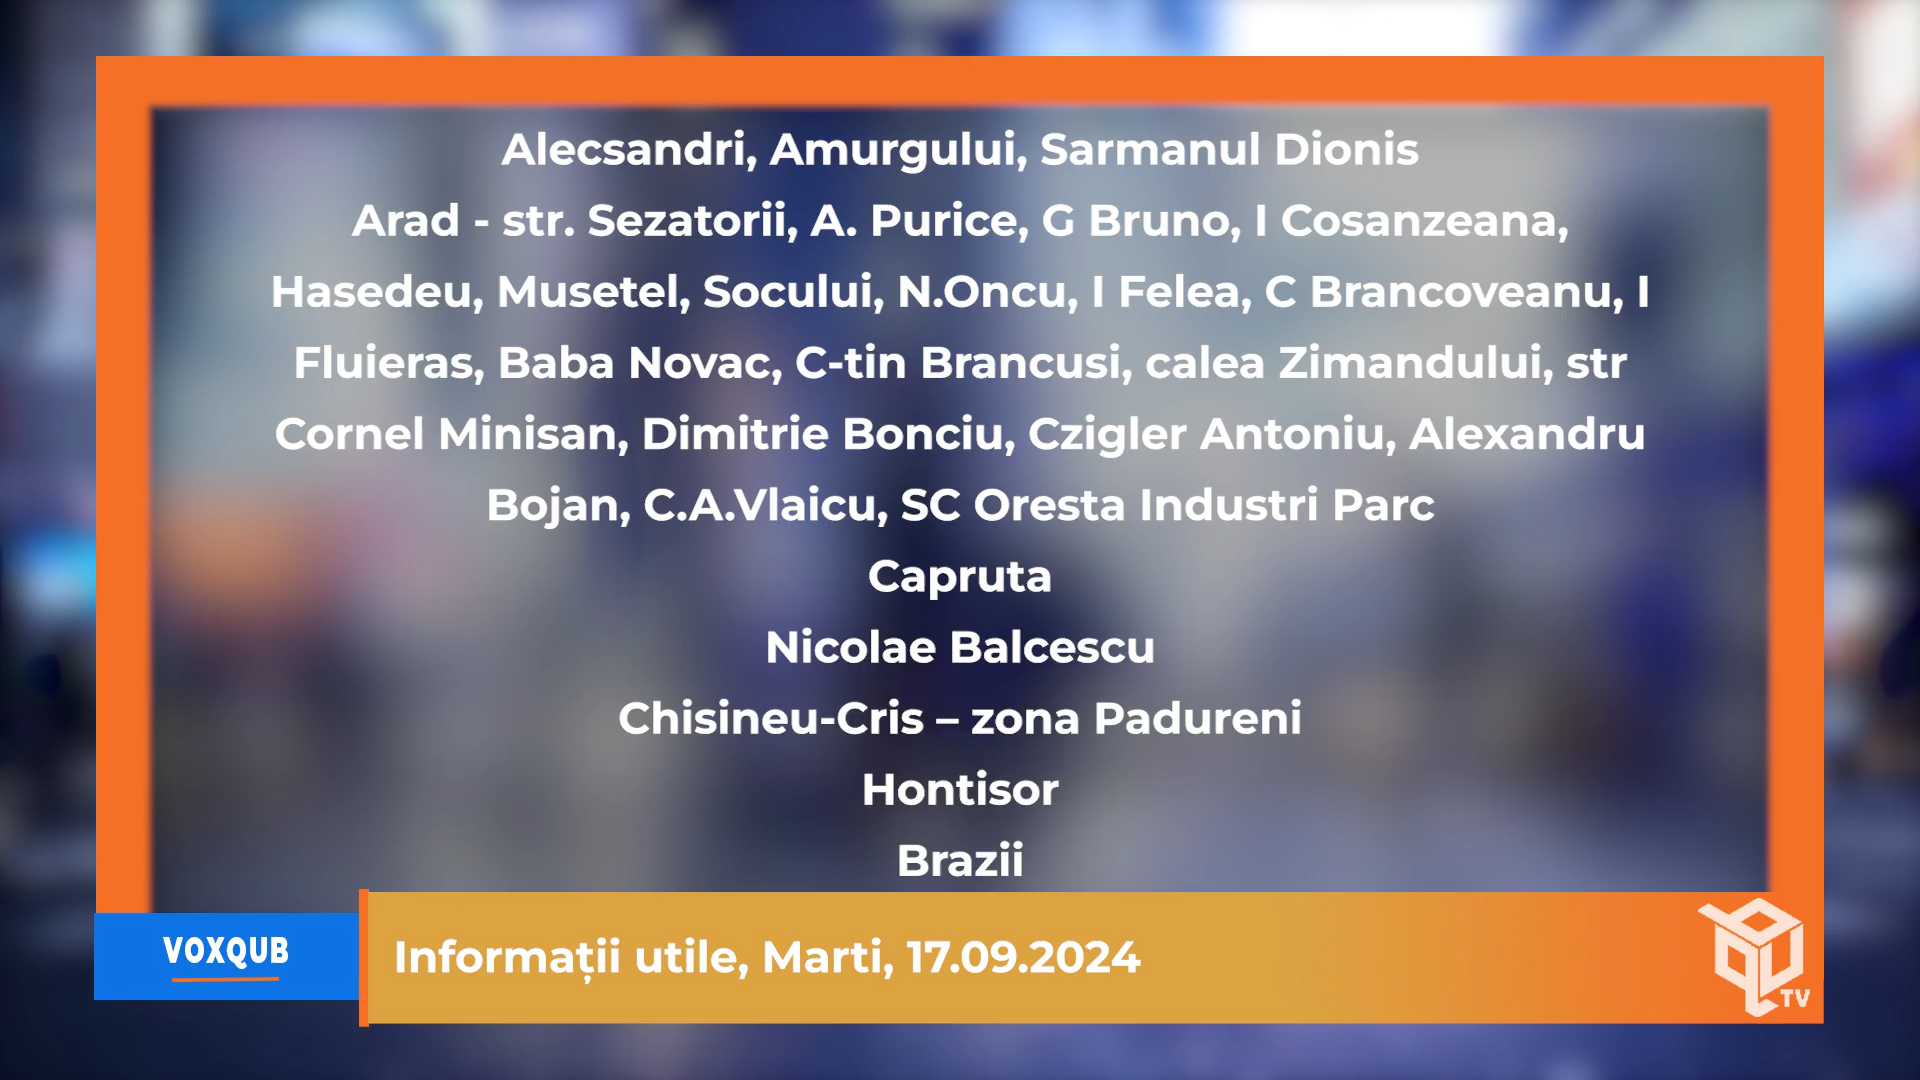 Alecsandri, Amurgului, Sarmanul Dionis
Arad - str. Sezatorii, A. Purice, G Bruno, I Cosanzeana,
Hasedeu, Musetel, Socului, N.Oncu, I Felea, C Brancoveanu, I
Fluieras, Baba Novac, C-tin Brancusi, calea Zimandului, str
Cornel Minisan, Dimitrie Bonciu, Czigler Antoniu, Alexandru
Bojan, C.A.Vlaicu, SC Oresta Industri Parc
Capruta
Nicolae Balcescu
Chisineu-Cris – zona Padureni
Hontisor
Brazii
VOXQUB
Informații utile, Marti, 17.09.2024
TV